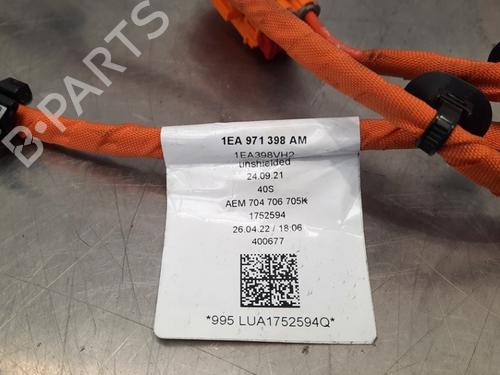 B-PARTS
1EA 971 398 AM
1EA398VH2
unshielded
24.09.21
40S
AEM 704 706 705K
1752594
26.04.22 / 18:06
400677
*995 LUA1752594Q*